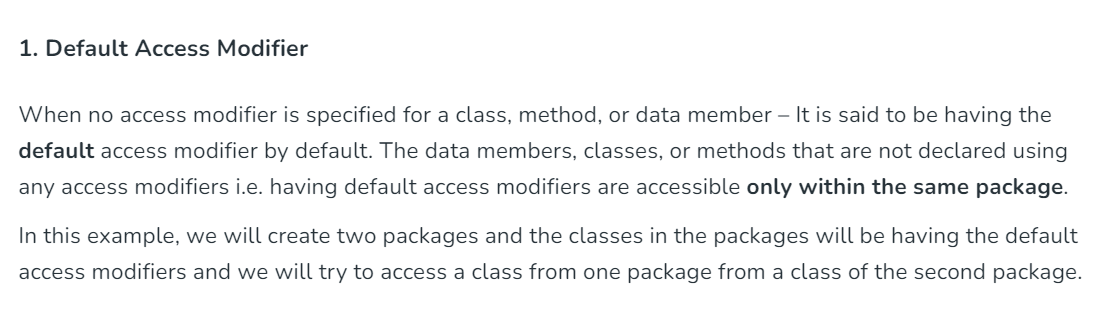 1. Default Access Modifier
When no access modifier is specified for a class, method, or data member – It is said to be having the
default access modifier by default. The data members, classes, or methods that are not declared using
any access modifiers i.e. having default access modifiers are accessible only within the same package.
In this example, we will create two packages and the classes in the packages will be having the default
access modifiers and we will try to access a class from one package from a class of the second package.